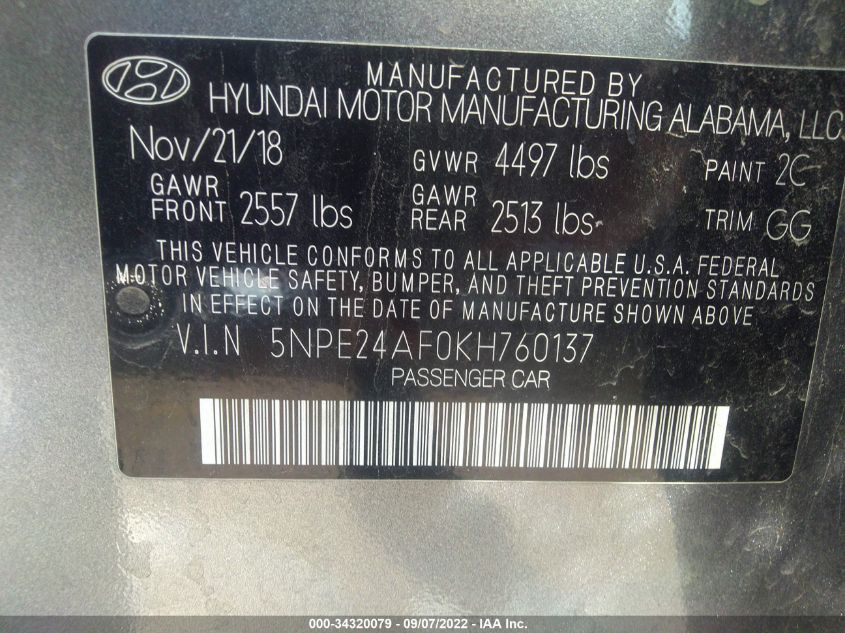 MANUFACTURED BY
HYUNDAI MOTOR MANUFACTURING ALABAMA, LLC.
Nov/21/18 GVWR 4497 lbs PAINT 2C
GAWR FRONT 2557 lbs GAWR REAR 2513 lbs TRIM GG
THIS VEHICLE CONFORMS TO ALL APPLICABLE U.S.A. FEDERAL
MOTOR VEHICLE SAFETY, BUMPER, AND THEFT PREVENTION STANDARDS
IN EFFECT ON THE DATE OF MANUFACTURE SHOWN ABOVE
V.I.N 5NPE24AF0KH760137
PASSENGER CAR
000-34320079 - 09/07/2022 - IAA Inc.